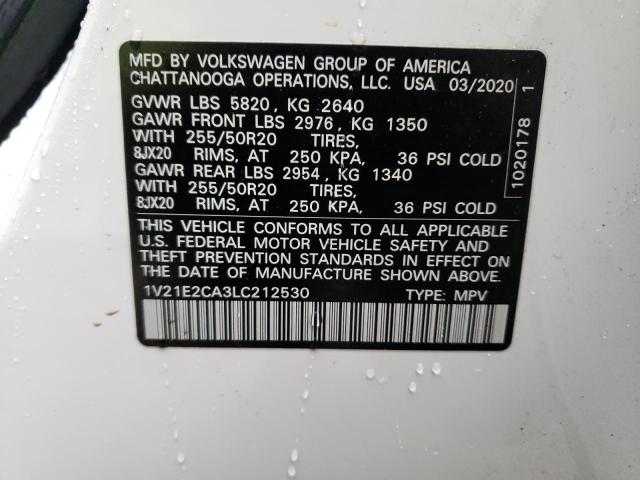 MFD BY VOLKSWAGEN GROUP OF AMERICA
CHATTANOOGA OPERATIONS, LLC. USA 03/2020
GVWR LBS 5820, KG 2640
GAWR FRONT LBS 2976, KG 1350
WITH 255/50R20 TIRES,
8JX20 RIMS, AT 250 KPA, 36 PSI COLD
GAWR REAR LBS 2954, KG 1340
WITH 255/50R20 TIRES,
8JX20 RIMS, AT 250 KPA, 36 PSI COLD
THIS VEHICLE CONFORMS TO ALL APPLICABLE
U.S. FEDERAL MOTOR VEHICLE SAFETY AND
THEFT PREVENTION STANDARDS IN EFFECT ON
THE DATE OF MANUFACTURE SHOWN ABOVE.
1V21E2CA3LC212530 TYPE: MPV
1020178 1